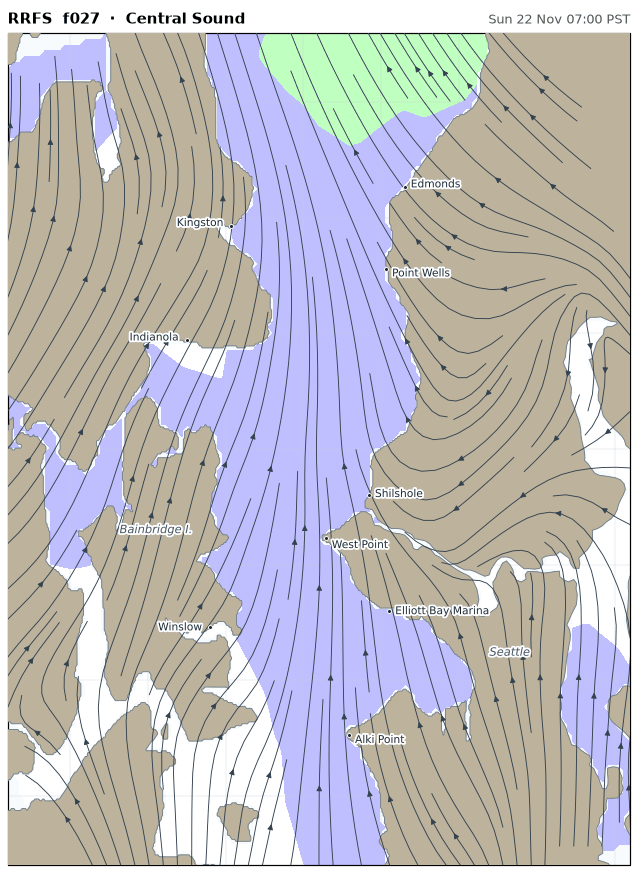 RRFS f027 · Central Sound
Sun 22 Nov 07:00 PST
Edmonds
Kingston
Point Wells
Indianola
Shilshole
Bainbridge I.
West Point
Elliott Bay Marina
Winslow
Seattle
Alki Point